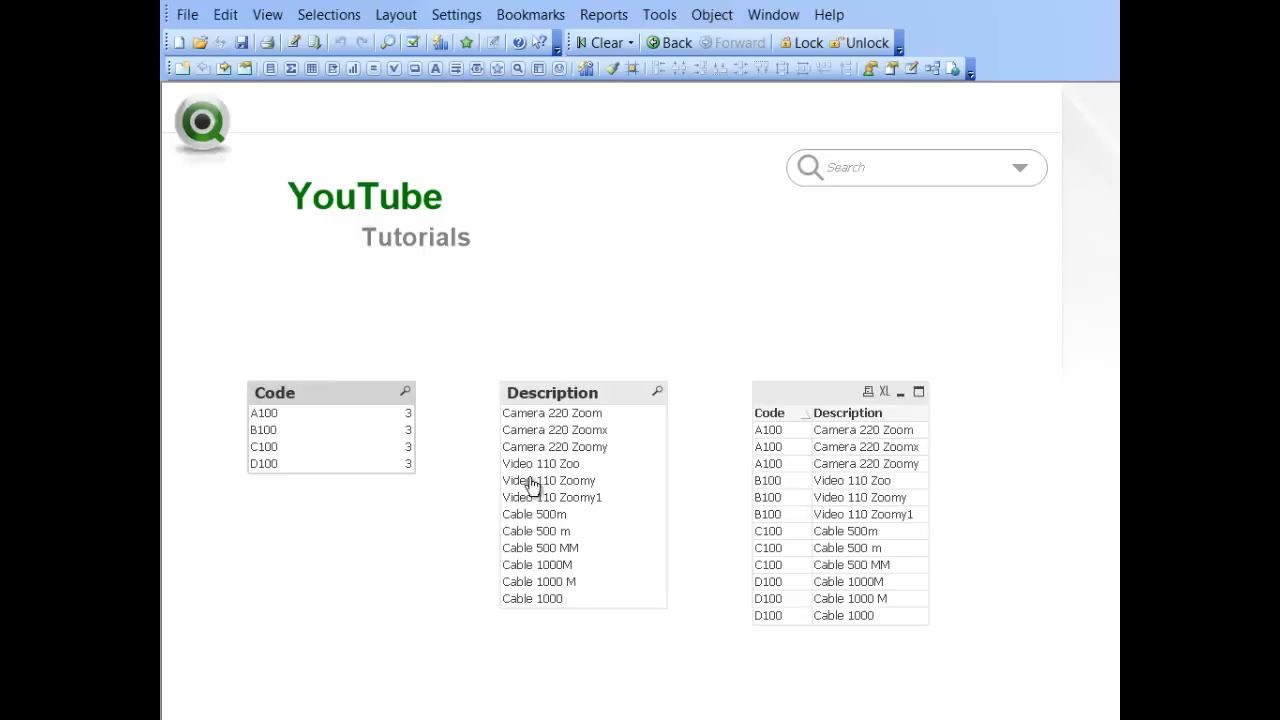 File Edit View Selections Layout Settings Bookmarks Reports Tools Object Window Help
Clear Back Forward Lock Unlock
Search
YouTube
Tutorials
Code
A100 3
B100 3
C100 3
D100 3
Description
Camera 220 Zoom
Camera 220 Zoomx
Camera 220 Zoomy
Video 110 Zoo
Video 110 Zoomy
Video 110 Zoomy1
Cable 500m
Cable 500 m
Cable 500 MM
Cable 1000M
Cable 1000 M
Cable 1000
XL
Code Description
A100 Camera 220 Zoom
A100 Camera 220 Zoomx
A100 Camera 220 Zoomy
B100 Video 110 Zoo
B100 Video 110 Zoomy
B100 Video 110 Zoomy1
C100 Cable 500m
C100 Cable 500 m
C100 Cable 500 MM
D100 Cable 1000M
D100 Cable 1000 M
D100 Cable 1000